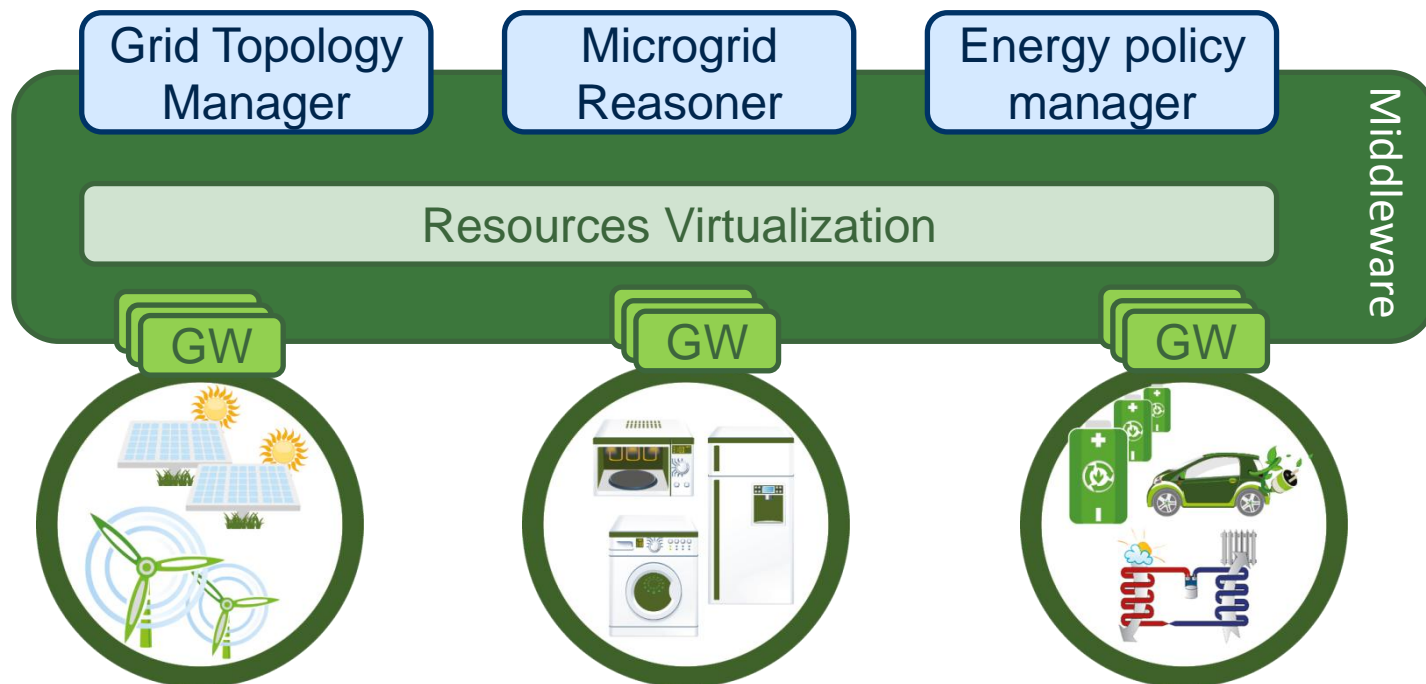 Grid Topology
Manager
Microgrid
Reasoner
Energy policy
manager
Middleware
Resources Virtualization
GW
GW
GW